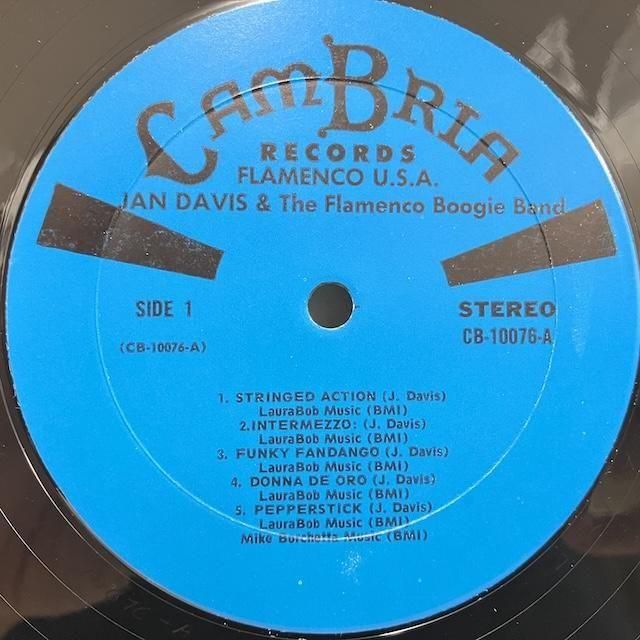 CAMBRIA
RECORDS
FLAMENCO U.S.A.
JAN DAVIS & The Flamenco Boogie Band
SIDE 1
(CB-10076-A)
STEREO
CB-10076-A
1. STRINGED ACTION (J. Davis)
LauraBob Music (BMI)
2.INTERMEZZO: (J. Davis)
LauraBob Music (BMI)
3. FUNKY FANDANGO (J. Davis)
LauraBob Music (BMI)
4. DONNA DE ORO (J. Davis)
LauraBob Music (BMI)
5. PEPPERSTICK (J. Davis)
LauraBob Music (BMI)
Mike Borchetta Music (BMI)